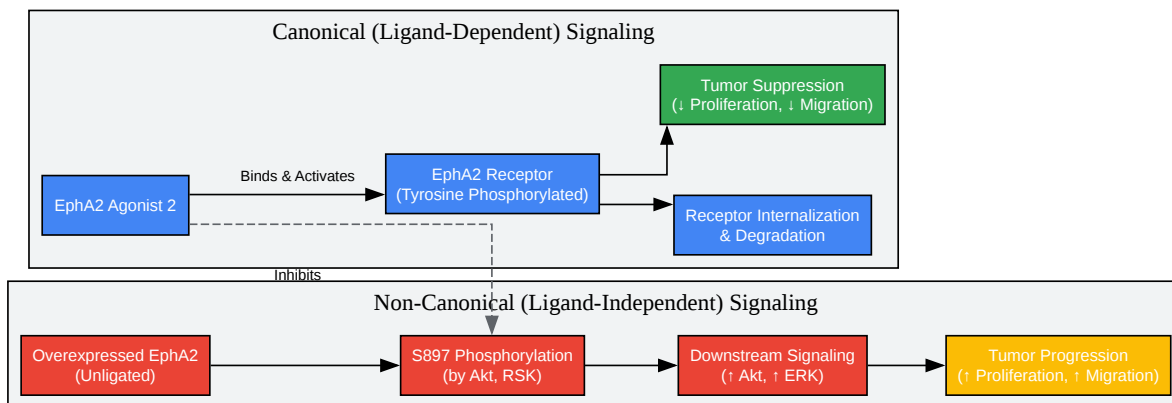 Canonical (Ligand-Dependent) Signaling
Tumor Suppression
(↓ Proliferation, ↓ Migration)
Binds & Activates
EphA2 Receptor
(Tyrosine Phosphorylated)
EphA2 Agonist 2
Receptor Internalization
& Degradation
Inhibits
Non-Canonical (Ligand-Independent) Signaling
Overexpressed EphA2
(Unligated)
S897 Phosphorylation
(by Akt, RSK)
Downstream Signaling
(↑ Akt, ↑ ERK)
Tumor Progression
(↑ Proliferation, ↑ Migration)